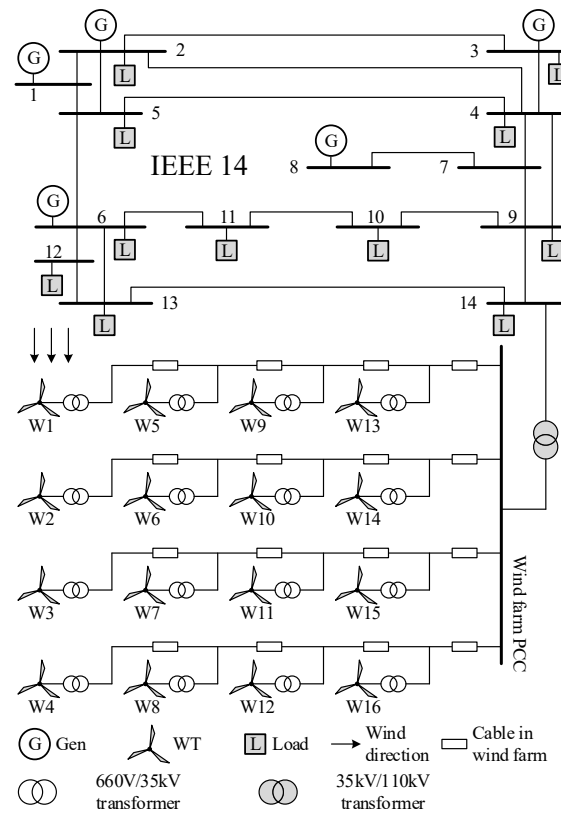 G
G
G
2
3
L
L
1
5
4
L
L
G
IEEE 14
8
7
G
6
11
10
9
L
L
L
L
12
L
13
14
L
L
W1
W5
W9
W13
W2
W6
W10
W14
W3
W7
W11
W15
W4
W8
W12
W16
Wind farm PCC
G Gen
WT
L Load
Wind
direction
Cable in
wind farm
660V/35kV
transformer
35kV/110kV
transformer